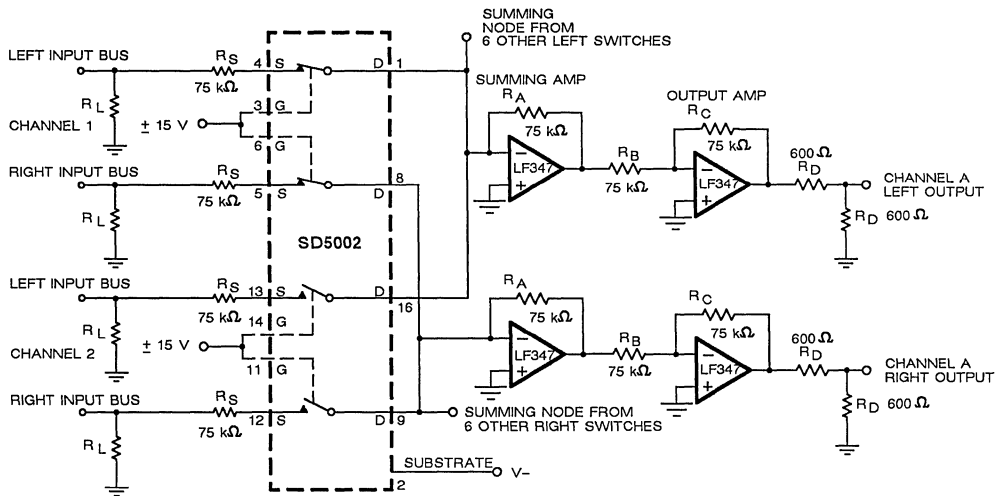 SUMMING
NODE FROM
6 OTHER LEFT SWITCHES
LEFT INPUT BUS
R S
75 kΩ
4 S
D 1
R L
3 G
CHANNEL 1
± 15 V
6 G
SUMMING AMP
R A
75 kΩ
OUTPUT AMP
R C
75 kΩ
−
LF347
+
R B
75 kΩ
−
LF347
+
600 Ω
R D
CHANNEL A
LEFT OUTPUT
R D 600 Ω
RIGHT INPUT BUS
R S
75 kΩ
5 S
8
D
R L
SD5002
LEFT INPUT BUS
R S
75 kΩ
13 S
D
16
R L
14 G
CHANNEL 2
± 15 V
11 G
R A
75 kΩ
R C
75 kΩ
−
LF347
+
R B
75 kΩ
−
LF347
+
600 Ω
R D
CHANNEL A
RIGHT OUTPUT
R D 600 Ω
RIGHT INPUT BUS
R S
75 kΩ
12 S
D 9
R L
SUMMING NODE FROM
6 OTHER RIGHT SWITCHES
SUBSTRATE
V−
2